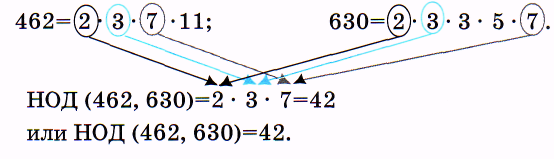 462=2·3·7·11; 630=2·3·3·5·7.
НОД (462, 630)=2·3·7=42
или НОД (462, 630)=42.